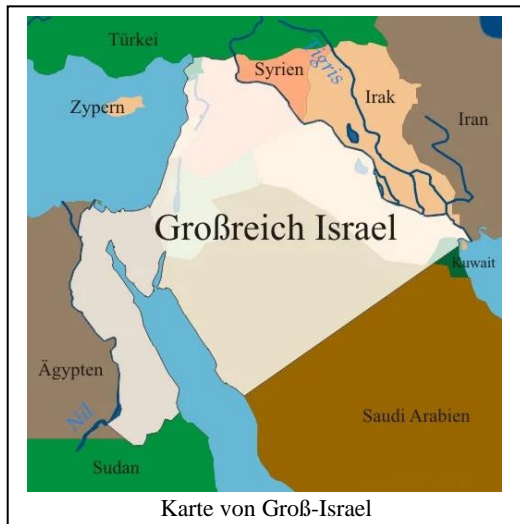 Türkei
Tigris
Syrien
Zypern
Irak
Iran
Großreich Israel
Kuwait
Ägypten
Nil
Saudi Arabien
Sudan
Karte von Groß-Israel